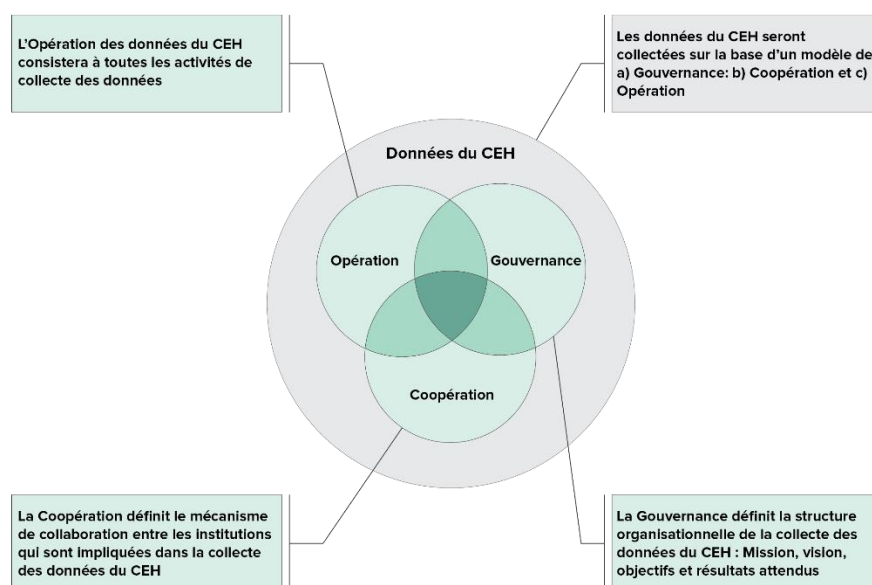 L'Opération des données du CEH
consistera à toutes les activités de
collecte des données
Les données du CEH seront
collectées sur la base d'un modèle de
a) Gouvernance: b) Coopération et c)
Opération
Données du CEH
Opération
Gouvernance
Coopération
La Coopération définit le mécanisme
de collaboration entre les institutions
qui sont impliquées dans la collecte
des données du CEH
La Gouvernance définit la structure
organisationnelle de la collecte des
données du CEH : Mission, vision,
objectifs et résultats attendus